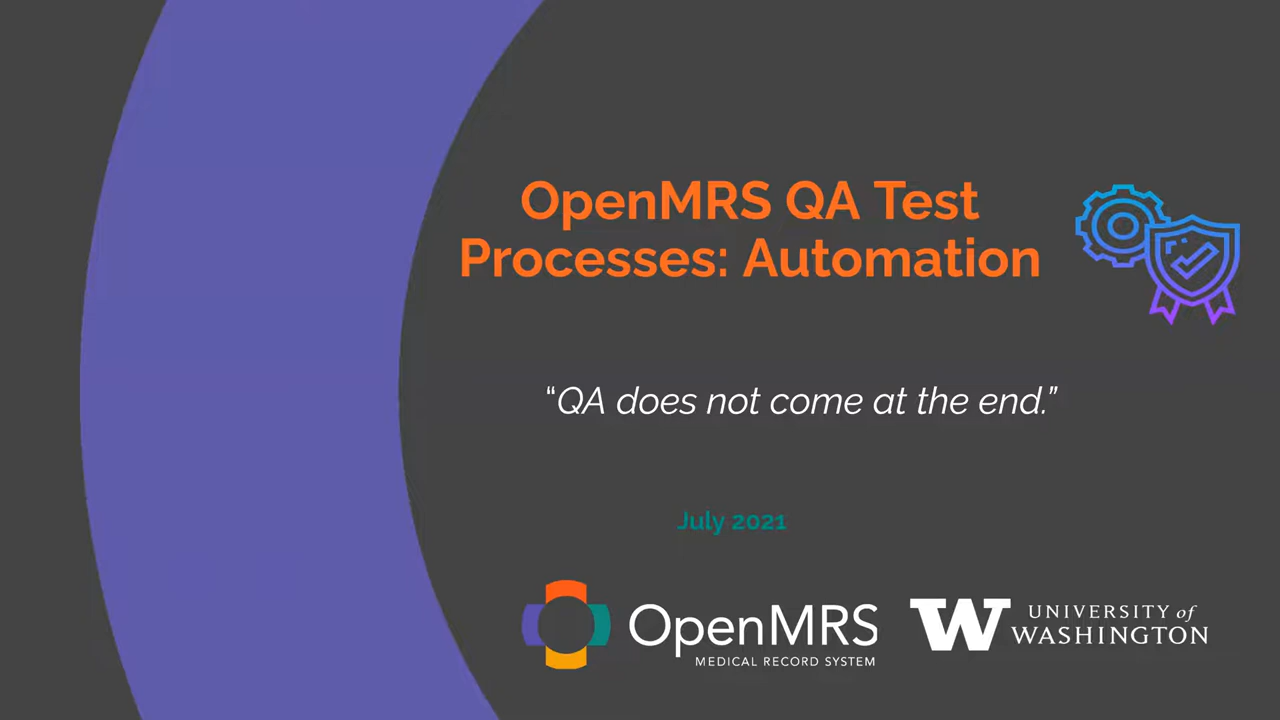 OpenMRS QA Test
Processes: Automation
“QA does not come at the end.”
July 2021
OpenMRS
MEDICAL RECORD SYSTEM
W
UNIVERSITY of
WASHINGTON